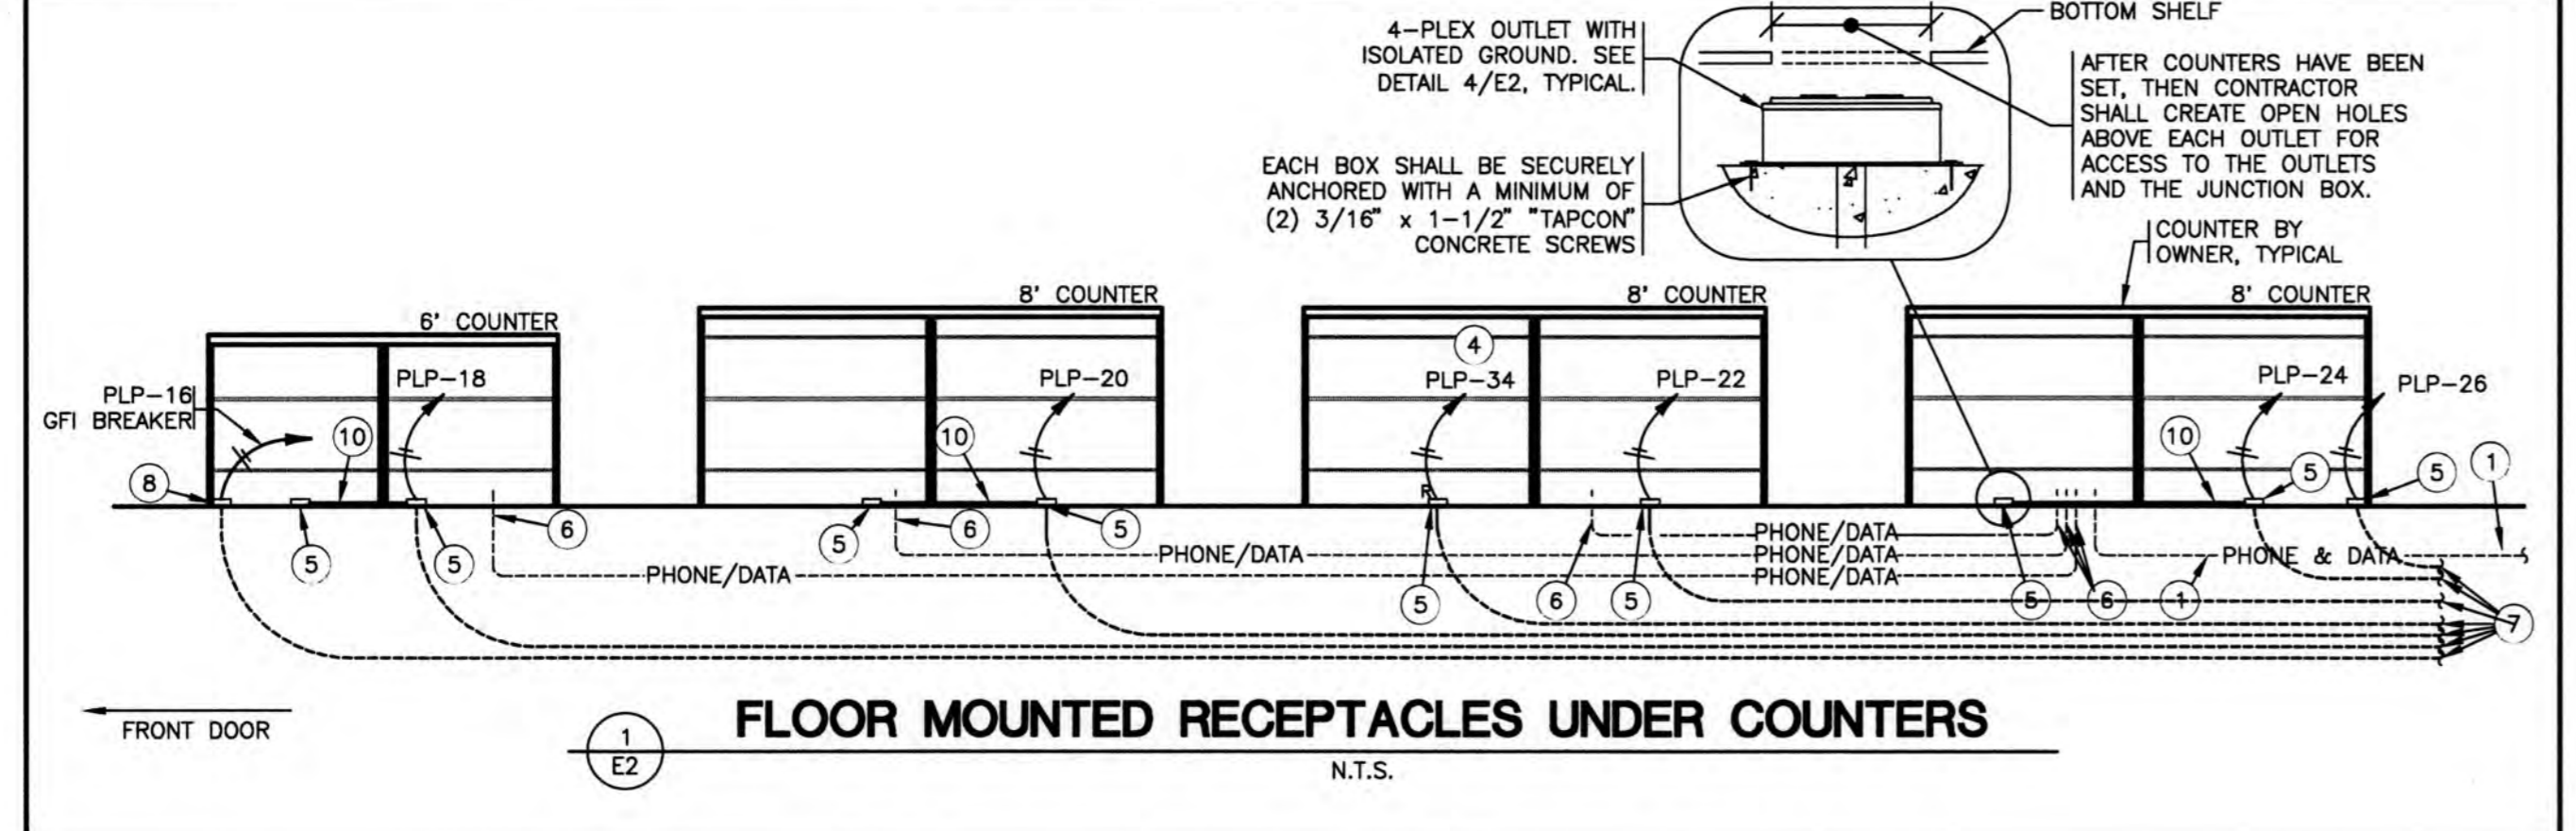 4-PLEX OUTLET WITH
ISOLATED GROUND. SEE
DETAIL 4/E2, TYPICAL.
BOTTOM SHELF
AFTER COUNTERS HAVE BEEN
SET, THEN CONTRACTOR
SHALL CREATE OPEN HOLES
ABOVE EACH OUTLET FOR
ACCESS TO THE OUTLETS
AND THE JUNCTION BOX.
EACH BOX SHALL BE SECURELY
ANCHORED WITH A MINIMUM OF
(2) 3/16" x 1-1/2" "TAPCON"
CONCRETE SCREWS
COUNTER BY
OWNER, TYPICAL
6' COUNTER
8' COUNTER
8' COUNTER
8' COUNTER
4
PLP-16
GFI BREAKER
PLP-18
PLP-20
PLP-34
PLP-22
PLP-24
PLP-26
10
10
10
8
5
5
1
R
5
5
6
5
6
5
5
6
5
5
6
1
7
PHONE/DATA
PHONE/DATA
PHONE/DATA
PHONE/DATA
PHONE/DATA
PHONE & DATA
FRONT DOOR
1
E2
FLOOR MOUNTED RECEPTACLES UNDER COUNTERS
N.T.S.